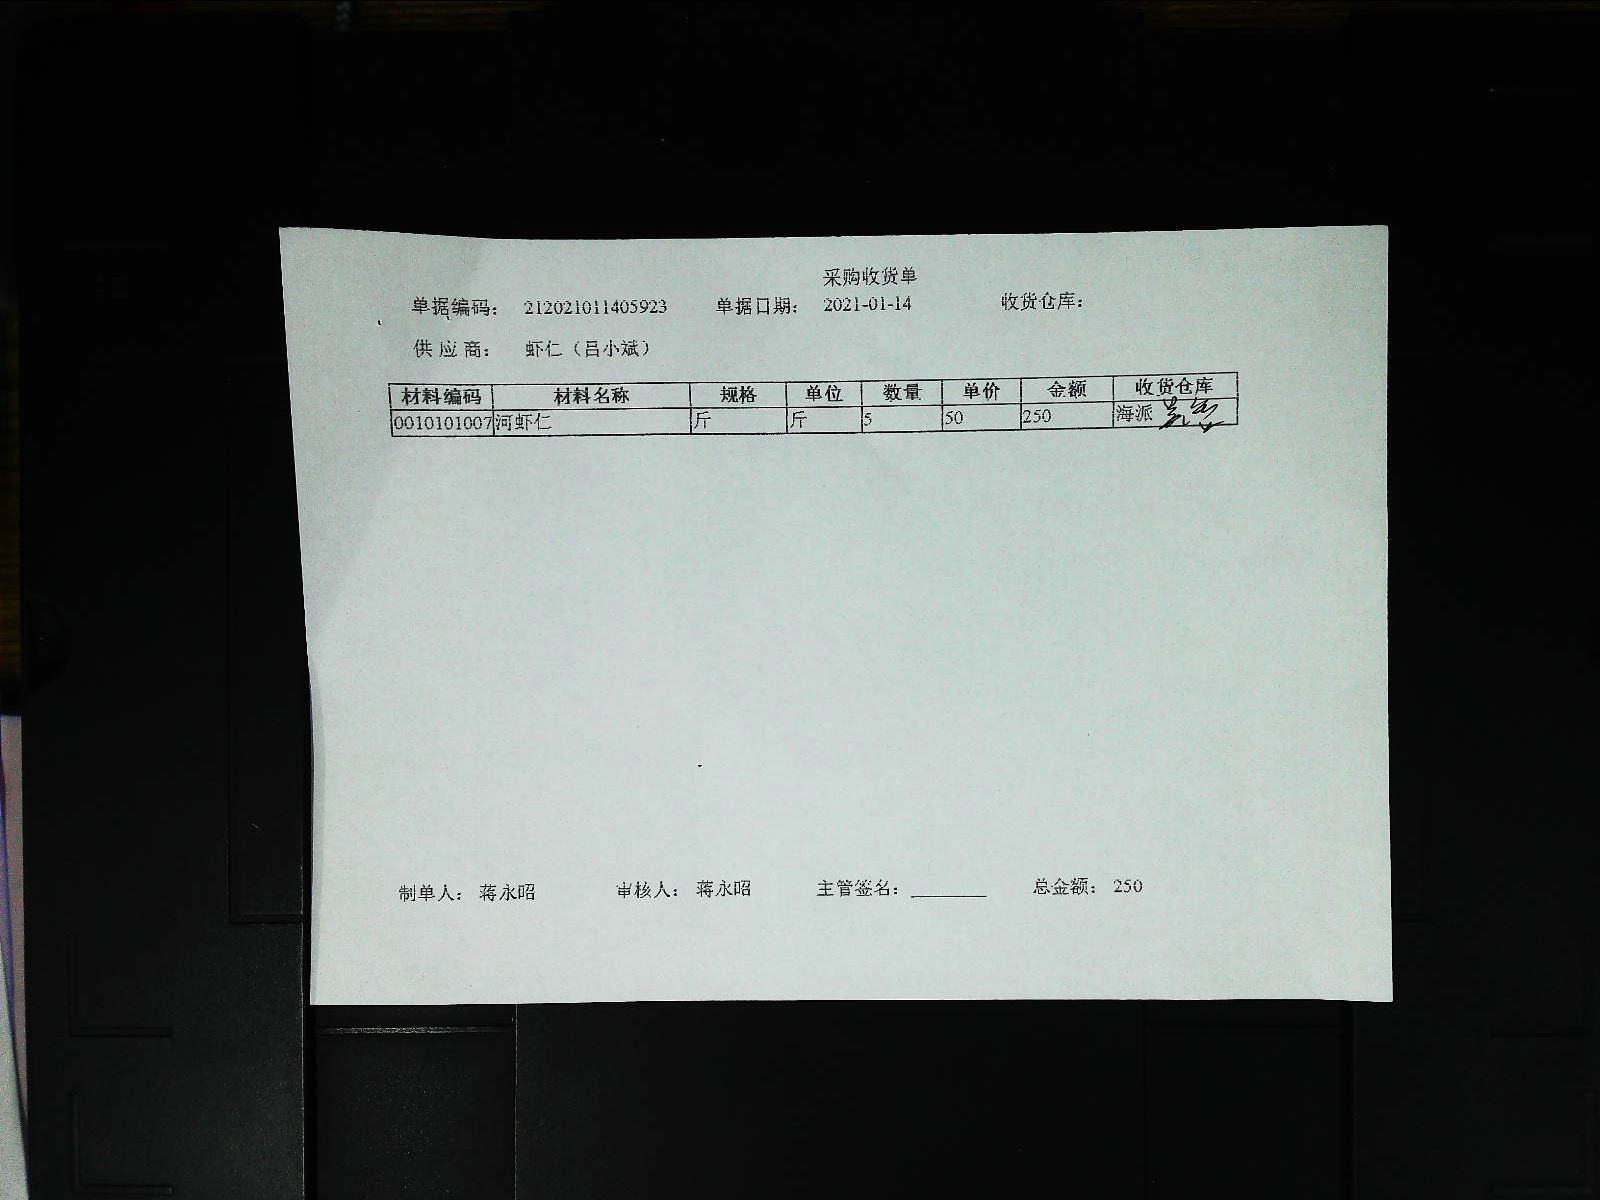 采购收货单
单据编码： 212021011405923 单据日期： 2021-01-14 收货仓库：
供 应 商： 虾仁（吕小斌）
材料编码 材料名称 规格 单位 数量 单价 金额 收货仓库
0010101007 河虾仁 斤 斤 5 50 250 海派
制单人： 蒋永昭 审核人： 蒋永昭 主管签名： 总金额： 250